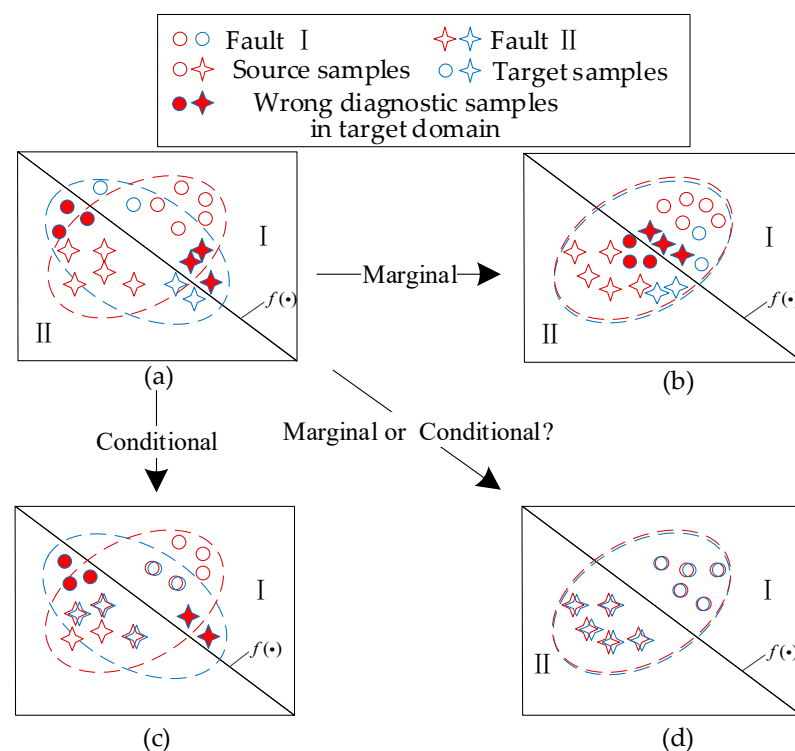 Fault Ⅰ Fault Ⅱ
Source samples Target samples
Wrong diagnostic samples
in target domain
Ⅰ
Ⅱ
f(•)
(a)
Marginal
Ⅰ
Ⅱ
f(•)
(b)
Conditional
Marginal or Conditional?
Ⅰ
f(•)
(c)
Ⅰ
Ⅱ
f(•)
(d)